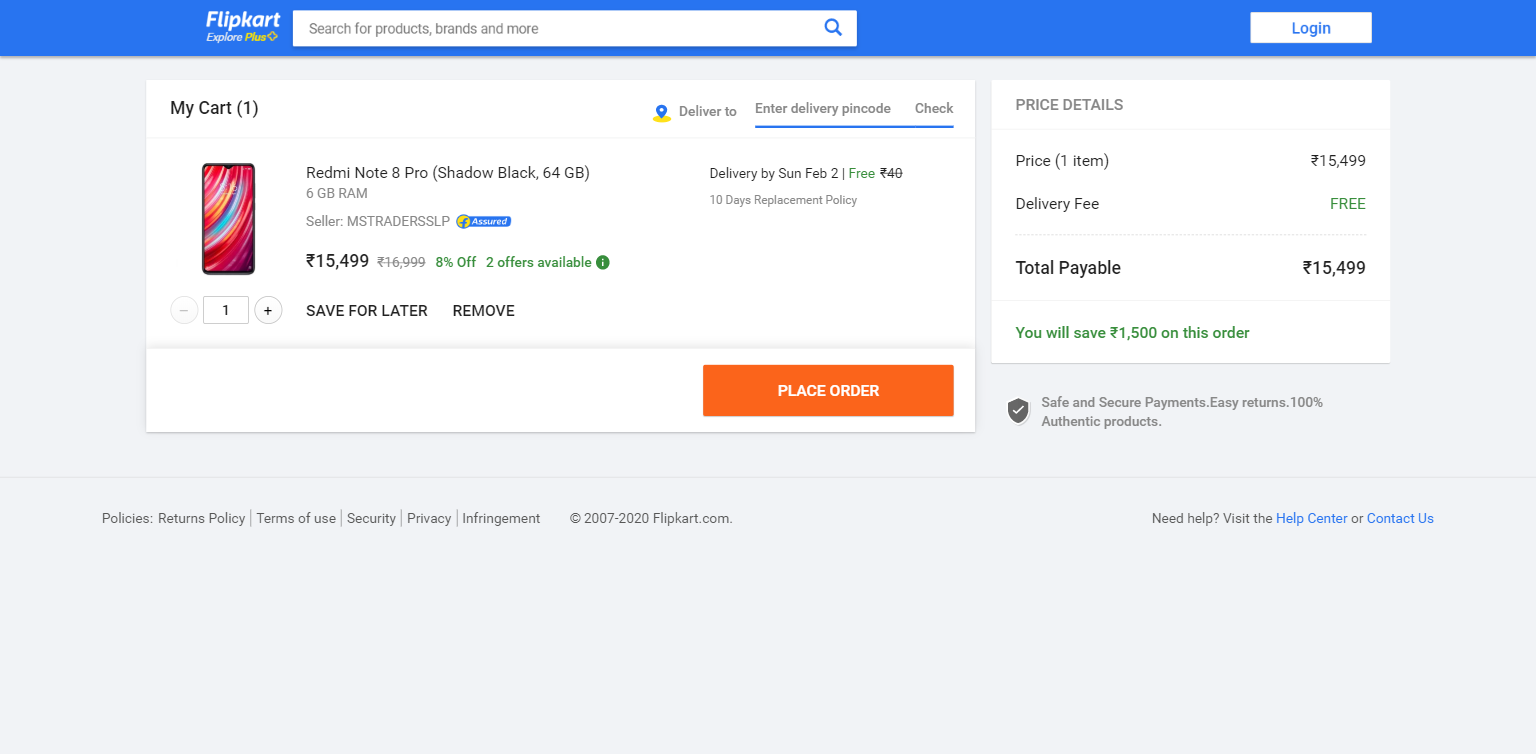 Flipkart
Explore Plus
Search for products, brands and more
Login
My Cart (1)
Deliver to
Enter delivery pincode
Check
Redmi Note 8 Pro (Shadow Black, 64 GB)
6 GB RAM
Seller: MSTRADERSSLP
Assured
₹15,499 ₹16,999 8% Off 2 offers available
Delivery by Sun Feb 2 | Free ₹40
10 Days Replacement Policy
− 1 + SAVE FOR LATER REMOVE
PLACE ORDER
PRICE DETAILS
Price (1 item) ₹15,499
Delivery Fee FREE
Total Payable ₹15,499
You will save ₹1,500 on this order
Safe and Secure Payments.Easy returns.100%
Authentic products.
Policies: Returns Policy | Terms of use | Security | Privacy | Infringement © 2007-2020 Flipkart.com.
Need help? Visit the Help Center or Contact Us